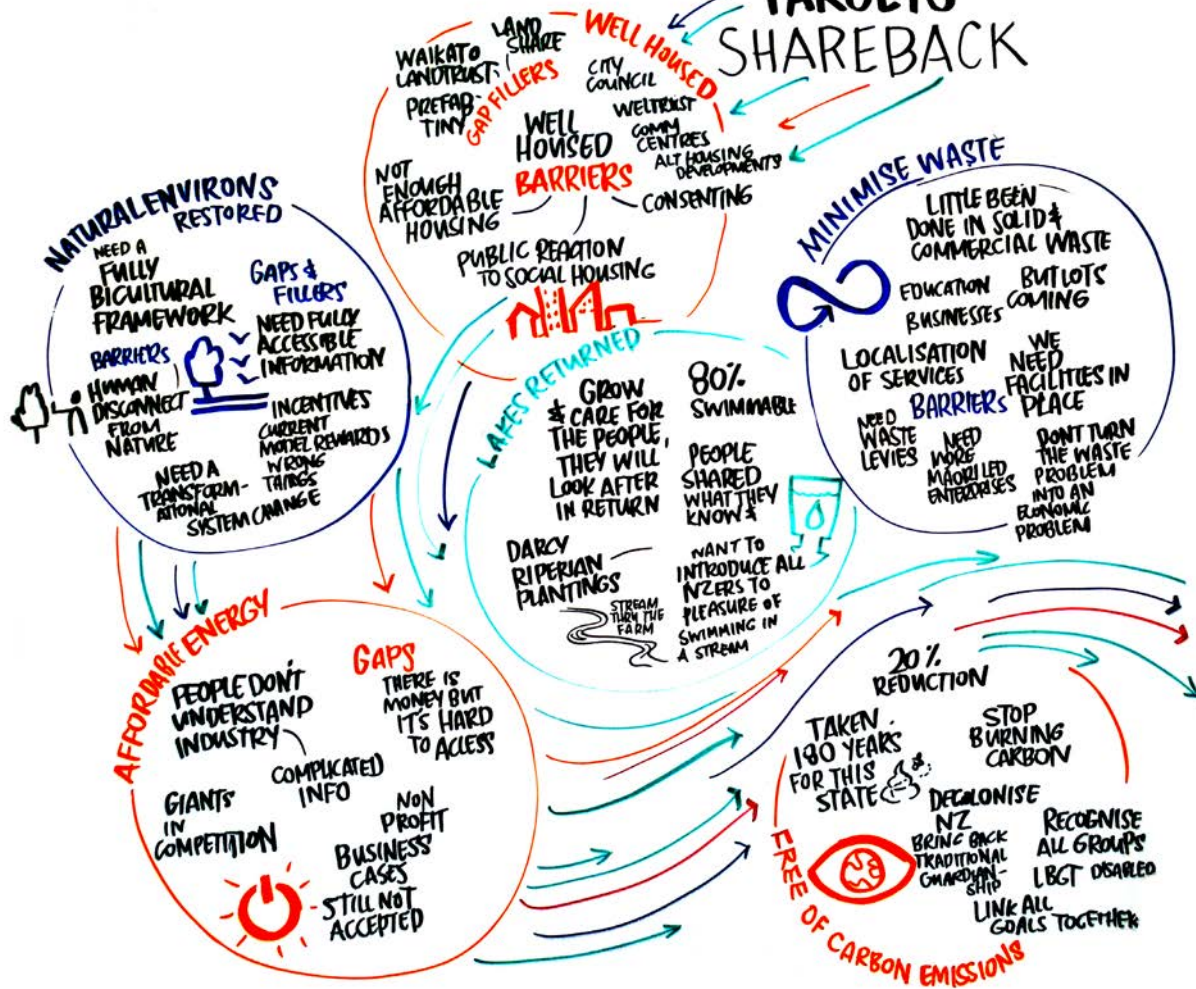 TARGETS
SHAREBACK
WELL HOUSED
LAND
SHARE
WAIKATO
LANDTRUST
PREFAB-
TINY
GAP FILLERS
CITY
COUNCIL
WELTRUST
COMM
CENTRES
ALT HOUSING
DEVELOPMENTS
WELL
HOUSED
BARRIERS
NOT
ENOUGH
AFFORDABLE
HOUSING
CONSENTING
PUBLIC REACTION
TO SOCIAL HOUSING
NATURAL ENVIRONS
RESTORED
NEED A
FULLY
BICULTURAL
FRAMEWORK
GAPS &
FILLERS
NEED FULLY
ACCESSIBLE
INFORMATION
BARRIERS
HUMAN
DISCONNECT
FROM
NATURE
INCENTIVES
CURRENT
MODEL REWARDS
WRONG
THINGS
NEED A
TRANSFORM-
ATIONAL
SYSTEM CHANGE
MINIMISE WASTE
LITTLE BEEN
DONE IN SOLID &
COMMERCIAL WASTE
BUT LOTS
COMING
EDUCATION
BUSINESSES
LOCALISATION
OF SERVICES
WE
NEED
FACILITIES IN
PLACE
BARRIERS
NEED
WASTE
LEVIES
NEED
MORE
MAORI LED
ENTERPRISES
DONT TURN
THE WASTE
PROBLEM
INTO AN
ECONOMIC
PROBLEM
LAKES RETURNED
GROW
& CARE FOR
THE PEOPLE,
THEY WILL
LOOK AFTER
IN RETURN
80%
SWIMMABLE
PEOPLE
SHARED
WHAT THEY
KNOW &
WANT TO
INTRODUCE ALL
NZERS TO
PLEASURE OF
SWIMMING IN
A STREAM
DARCY
RIPERIAN
PLANTINGS
STREAM
THRU THE
FARM
AFFORDABLE ENERGY
PEOPLE DON'T
UNDERSTAND
INDUSTRY
COMPLICATED
INFO
GAPS
THERE IS
MONEY BUT
IT'S HARD
TO ACCESS
GIANTS
IN
COMPETITION
NON
PROFIT
BUSINESS
CASES
STILL NOT
ACCEPTED
20%
REDUCTION
TAKEN
180 YEARS
FOR THIS
STATE
STOP
BURNING
CARBON
DECOLONISE
NZ
BRING BACK
TRADITIONAL
GUARDIAN-
SHIP
RECOGNISE
ALL GROUPS
LBGT DISABLED
LINK ALL
GOALS TOGETHER
FREE OF CARBON EMISSIONS